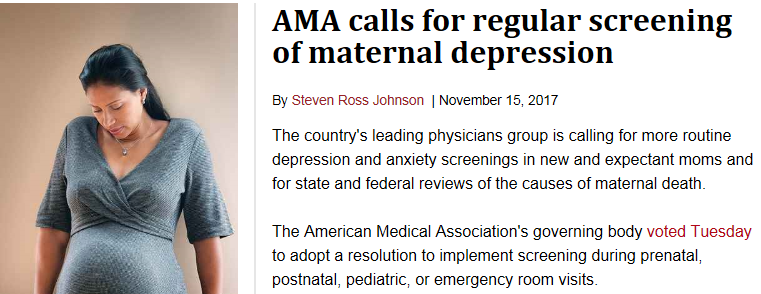 AMA calls for regular screening
of maternal depression
By Steven Ross Johnson | November 15, 2017
The country's leading physicians group is calling for more routine
depression and anxiety screenings in new and expectant moms and
for state and federal reviews of the causes of maternal death.
The American Medical Association's governing body voted Tuesday
to adopt a resolution to implement screening during prenatal,
postnatal, pediatric, or emergency room visits.